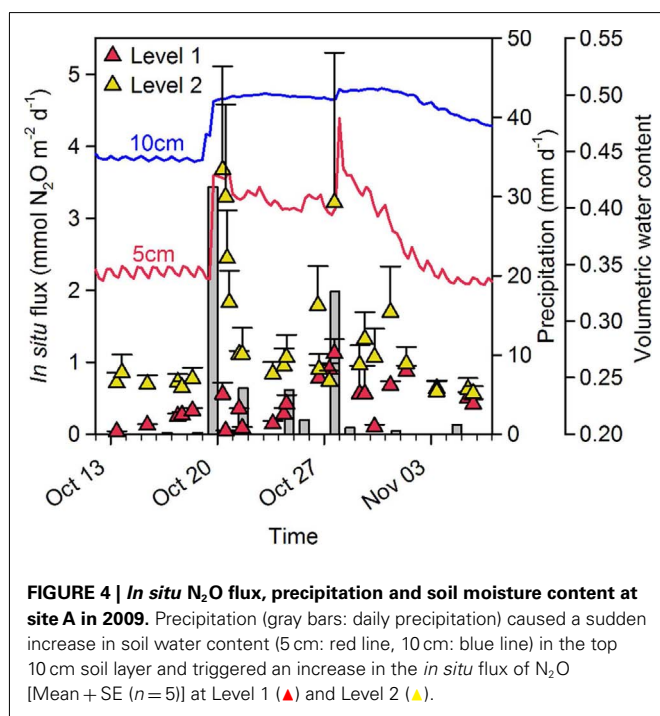 Level 1
Level 2
10cm
5cm
In situ flux (mmol N₂O m⁻² d⁻¹)
5
4
3
2
1
0
50
40
30
20
10
0
Precipitation (mm d⁻¹)
0.55
0.50
0.45
0.40
0.35
0.30
0.25
0.20
Volumetric water content
Oct 13
Oct 20
Oct 27
Nov 03
Time
FIGURE 4 | In situ N₂O flux, precipitation and soil moisture content at
site A in 2009. Precipitation (gray bars: daily precipitation) caused a sudden
increase in soil water content (5 cm: red line, 10 cm: blue line) in the top
10 cm soil layer and triggered an increase in the in situ flux of N₂O
[Mean + SE (n = 5)] at Level 1 (▲) and Level 2 (▲).